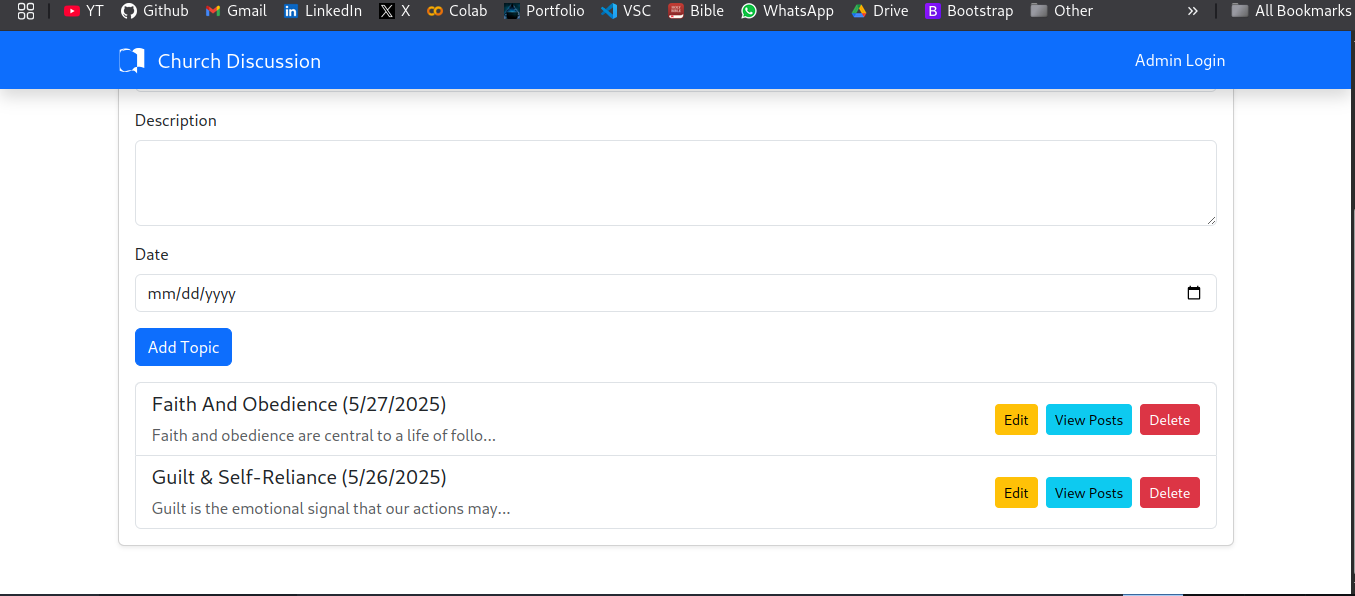 YT Github Gmail LinkedIn X Colab Portfolio VSC Bible WhatsApp Drive Bootstrap Other » All Bookmarks
Church Discussion Admin Login
Description
Date
mm/dd/yyyy
Add Topic
Faith And Obedience (5/27/2025)
Faith and obedience are central to a life of follo...
Edit View Posts Delete
Guilt & Self-Reliance (5/26/2025)
Guilt is the emotional signal that our actions may...
Edit View Posts Delete